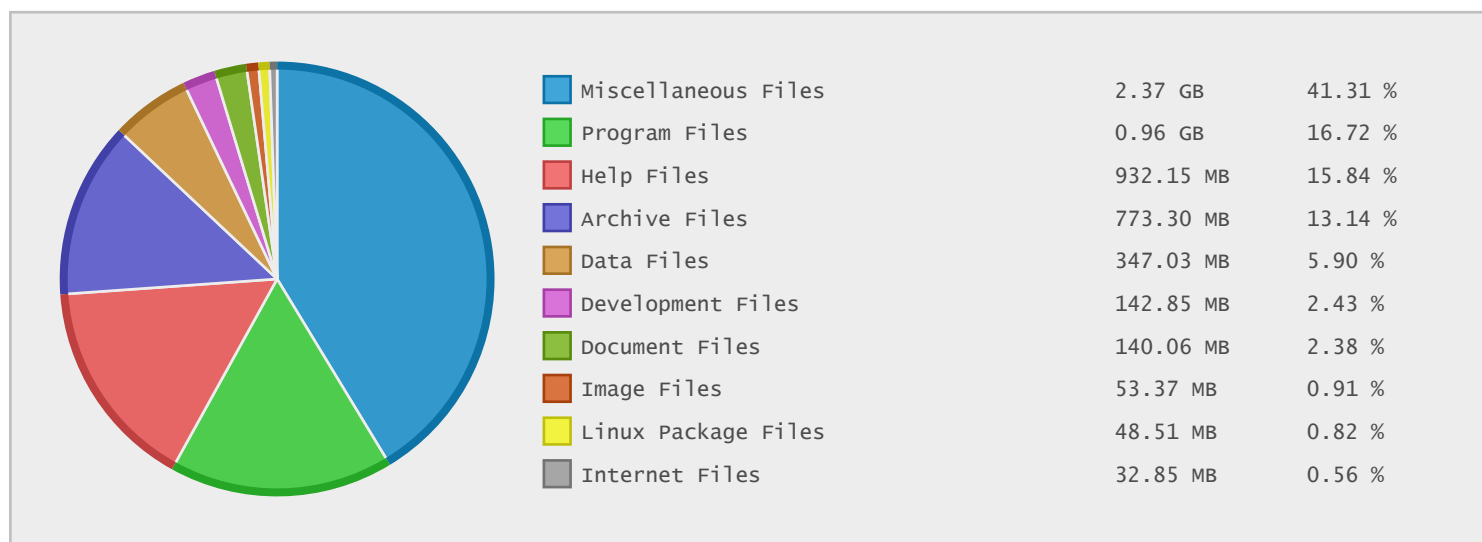 Miscellaneous Files 2.37 GB 41.31 %
Program Files 0.96 GB 16.72 %
Help Files 932.15 MB 15.84 %
Archive Files 773.30 MB 13.14 %
Data Files 347.03 MB 5.90 %
Development Files 142.85 MB 2.43 %
Document Files 140.06 MB 2.38 %
Image Files 53.37 MB 0.91 %
Linux Package Files 48.51 MB 0.82 %
Internet Files 32.85 MB 0.56 %